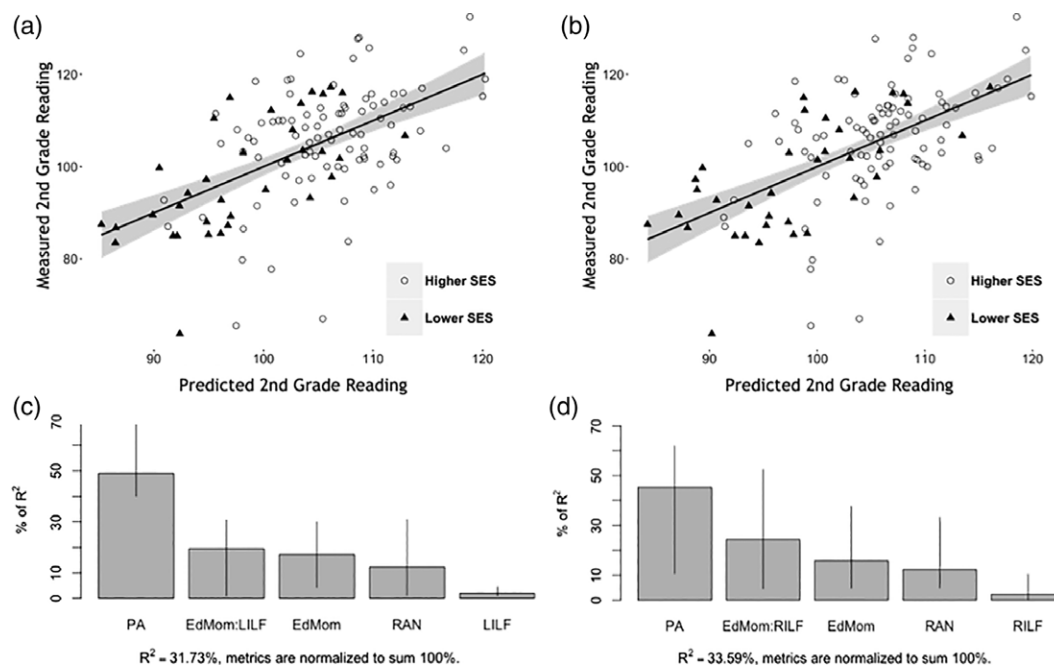 (a)
Measured 2nd Grade Reading
120
100
80
Higher SES
Lower SES
90 100 110 120
Predicted 2nd Grade Reading
(b)
Measured 2nd Grade Reading
120
100
80
Higher SES
Lower SES
90 100 110 120
Predicted 2nd Grade Reading
(c)
% of R²
70
50
30
10
0
PA EdMom:LILF EdMom RAN LILF
R² = 31.73%, metrics are normalized to sum 100%.
(d)
% of R²
70
50
30
10
0
PA EdMom:RILF EdMom RAN RILF
R² = 33.59%, metrics are normalized to sum 100%.